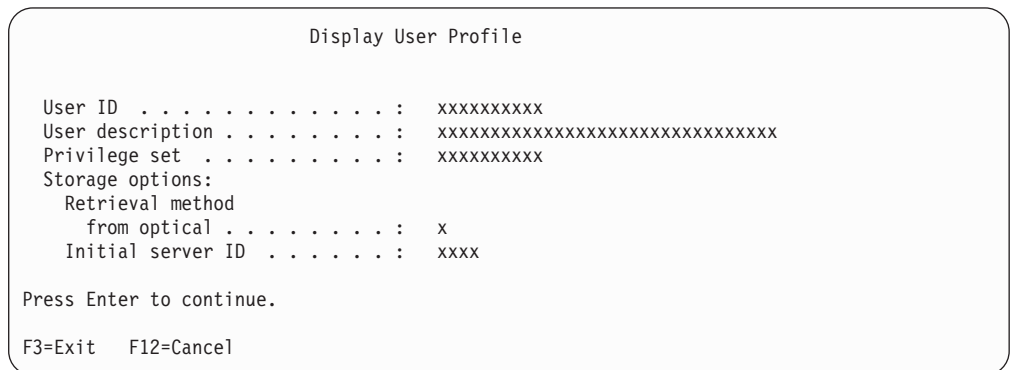 Display User Profile
User ID . . . . . . . . . . . . : xxxxxxxxxx
User description . . . . . . . . : xxxxxxxxxxxxxxxxxxxxxxxxxxxxxxxx
Privilege set . . . . . . . . . : xxxxxxxxxx
Storage options:
Retrieval method
from optical . . . . . . . . : x
Initial server ID . . . . . . : xxxx
Press Enter to continue.
F3=Exit F12=Cancel